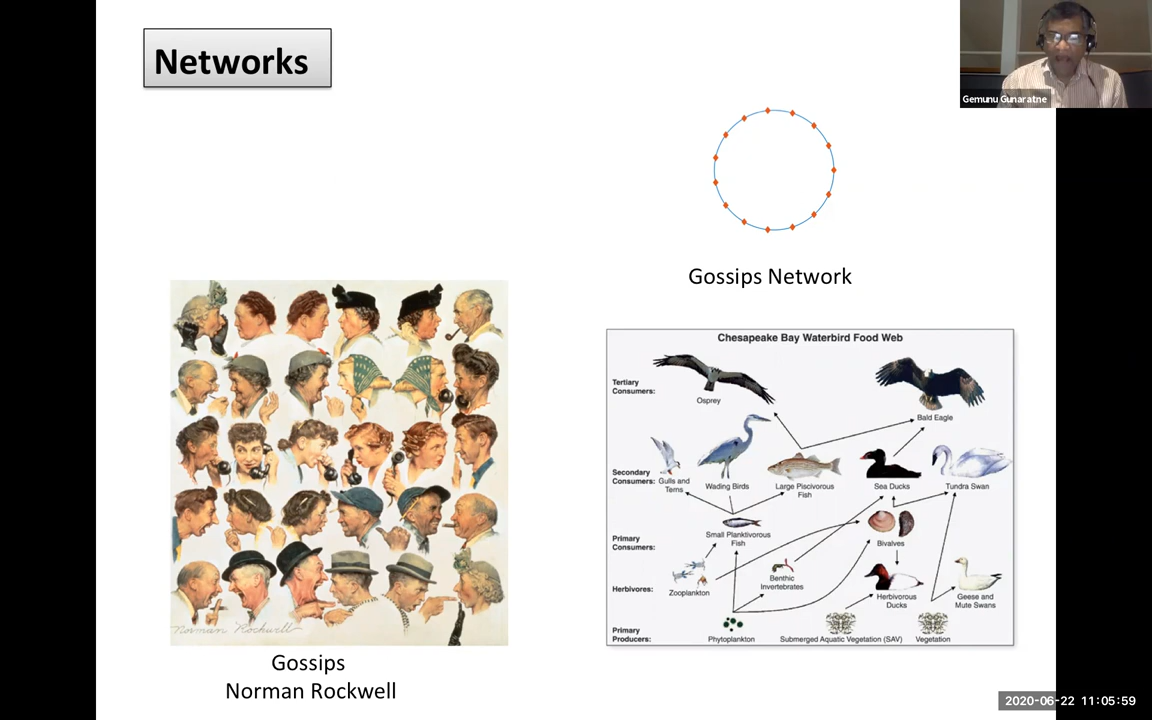 Networks
Gemunu Gunaratne
Gossips Network
Chesapeake Bay Waterbird Food Web
Tertiary
Consumers:
Osprey
Bald Eagle
Secondary
Consumers:
Gulls and
Terns
Wading Birds
Large Piscivorous
Fish
Sea Ducks
Tundra Swan
Primary
Consumers:
Small Planktivorous
Fish
Bivalves
Herbivores:
Zooplankton
Benthic
Invertebrates
Herbivorous
Ducks
Geese and
Mute Swans
Primary
Producers:
Phytoplankton
Submerged Aquatic Vegetation (SAV)
Vegetation
Norman Rockwell
Gossips
Norman Rockwell
2020-06-22 11:05:59